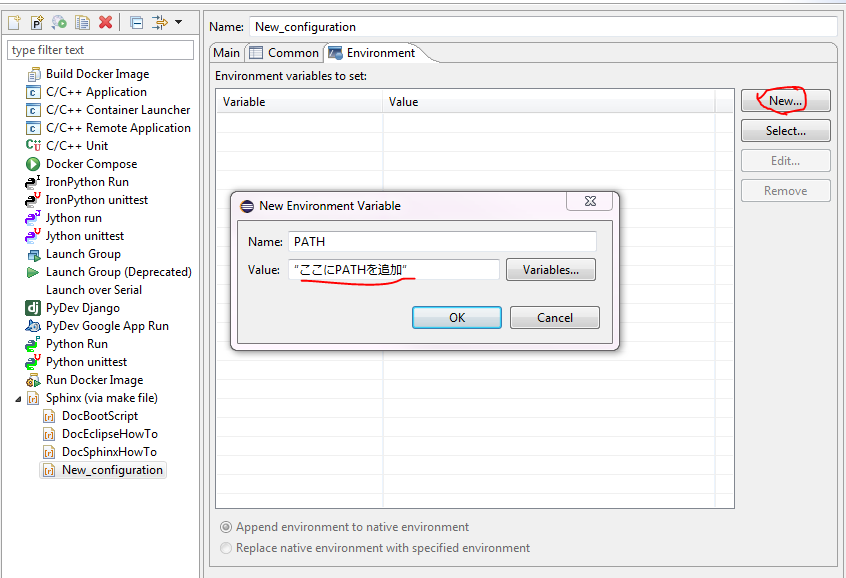 type filter text
Build Docker Image
C/C++ Application
C/C++ Container Launcher
C/C++ Remote Application
C/C++ Unit
Docker Compose
IronPython Run
IronPython unittest
Jython run
Jython unittest
Launch Group
Launch Group (Deprecated)
Launch over Serial
PyDev Django
PyDev Google App Run
Python Run
Python unittest
Run Docker Image
Sphinx (via make file)
DocBootScript
DocEclipseHowTo
DocSphinxHowTo
New_configuration
Name: New_configuration
Main Common Environment
Environment variables to set:
Variable Value
New...
Select...
Edit...
Remove
New Environment Variable
Name: PATH
Value: "ここにPATHを追加" Variables...
OK Cancel
Append environment to native environment
Replace native environment with specified environment